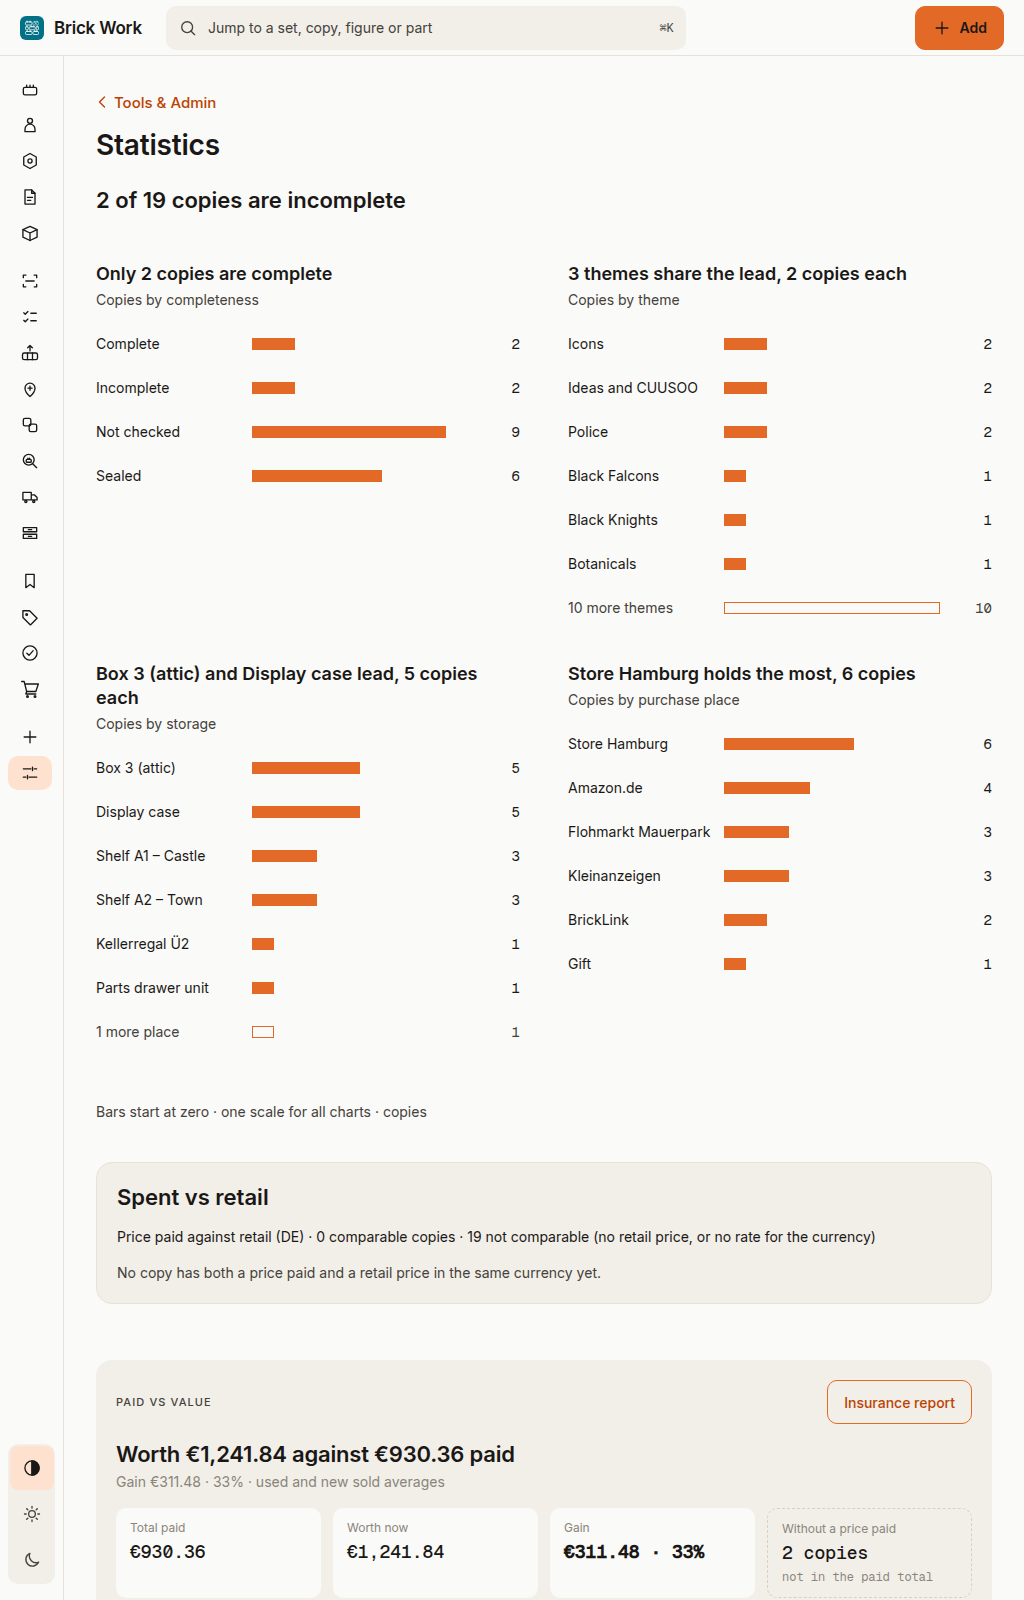 Brick Work
Jump to a set, copy, figure or part
⌘K
Add
Tools & Admin
Statistics
2 of 19 copies are incomplete
Only 2 copies are complete
Copies by completeness
Complete 2
Incomplete 2
Not checked 9
Sealed 6
3 themes share the lead, 2 copies each
Copies by theme
Icons 2
Ideas and CUUSOO 2
Police 2
Black Falcons 1
Black Knights 1
Botanicals 1
10 more themes 10
Box 3 (attic) and Display case lead, 5 copies
each
Copies by storage
Box 3 (attic) 5
Display case 5
Shelf A1 – Castle 3
Shelf A2 – Town 3
Kellerregal Ü2 1
Parts drawer unit 1
1 more place 1
Store Hamburg holds the most, 6 copies
Copies by purchase place
Store Hamburg 6
Amazon.de 4
Flohmarkt Mauerpark 3
Kleinanzeigen 3
BrickLink 2
Gift 1
Bars start at zero · one scale for all charts · copies
Spent vs retail
Price paid against retail (DE) · 0 comparable copies · 19 not comparable (no retail price, or no rate for the currency)
No copy has both a price paid and a retail price in the same currency yet.
PAID VS VALUE
Insurance report
Worth €1,241.84 against €930.36 paid
Gain €311.48 · 33% · used and new sold averages
Total paid
€930.36
Worth now
€1,241.84
Gain
€311.48 · 33%
Without a price paid
2 copies
not in the paid total